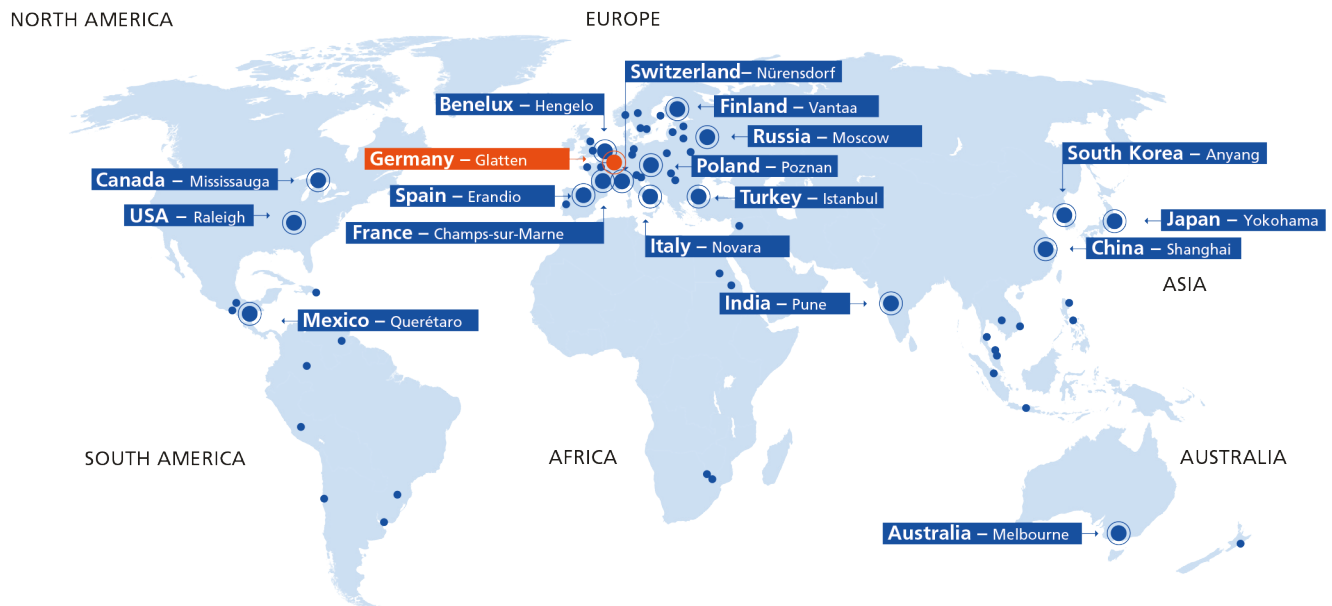 NORTH AMERICA
EUROPE
Switzerland– Nürensdorf
Benelux – Hengelo
Finland – Vantaa
Russia – Moscow
Germany – Glatten
South Korea – Anyang
Poland – Poznan
Canada – Mississauga
Spain – Erandio
Turkey – Istanbul
USA – Raleigh
Japan – Yokohama
France – Champs-sur-Marne
Italy – Novara
China – Shanghai
ASIA
India – Pune
Mexico – Querétaro
SOUTH AMERICA
AFRICA
AUSTRALIA
Australia – Melbourne